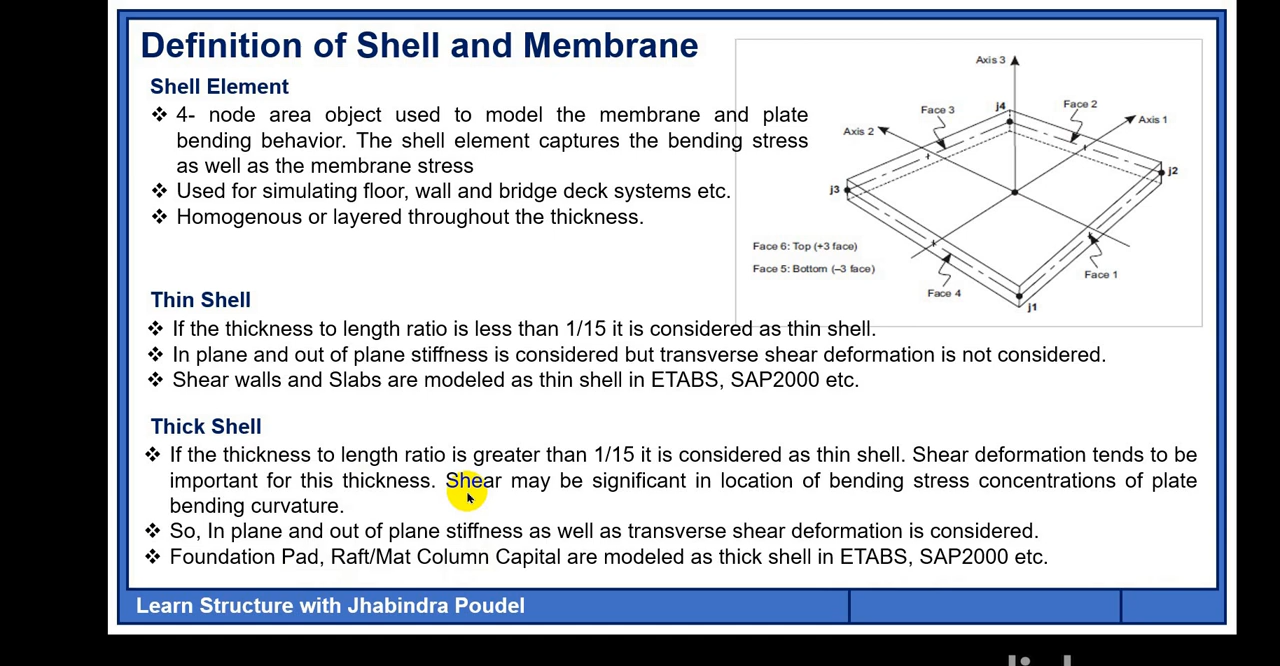 Definition of Shell and Membrane
Shell Element
❖ 4- node area object used to model the membrane and plate
bending behavior. The shell element captures the bending stress
as well as the membrane stress
❖ Used for simulating floor, wall and bridge deck systems etc.
❖ Homogenous or layered throughout the thickness.
Axis 3
Face 3
j4
Face 2
Axis 2
Axis 1
j3
j2
Face 6: Top (+3 face)
Face 5: Bottom (–3 face)
Face 1
Face 4
j1
Thin Shell
❖ If the thickness to length ratio is less than 1/15 it is considered as thin shell.
❖ In plane and out of plane stiffness is considered but transverse shear deformation is not considered.
❖ Shear walls and Slabs are modeled as thin shell in ETABS, SAP2000 etc.
Thick Shell
❖ If the thickness to length ratio is greater than 1/15 it is considered as thin shell. Shear deformation tends to be
important for this thickness. Shear may be significant in location of bending stress concentrations of plate
bending curvature.
❖ So, In plane and out of plane stiffness as well as transverse shear deformation is considered.
❖ Foundation Pad, Raft/Mat Column Capital are modeled as thick shell in ETABS, SAP2000 etc.
Learn Structure with Jhabindra Poudel